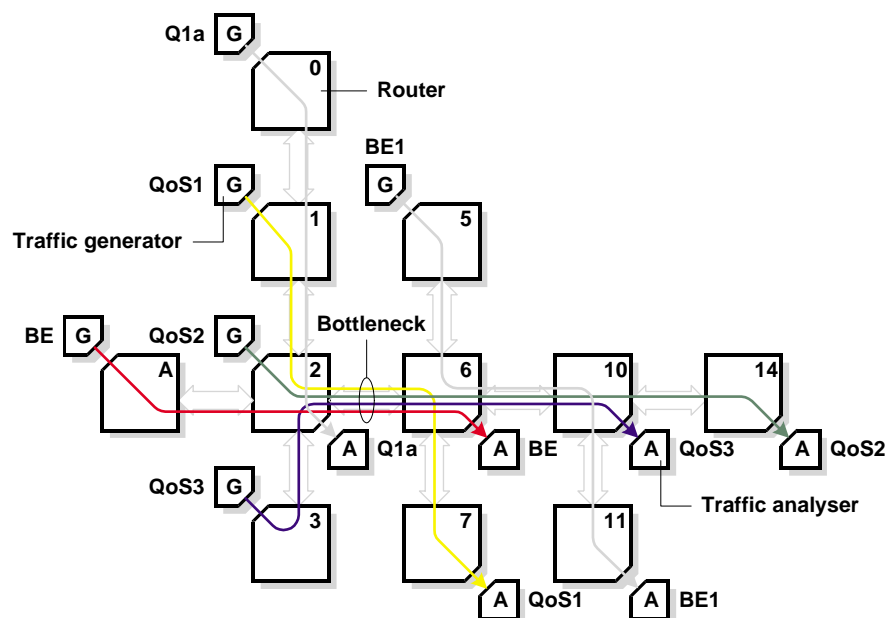 Q1a G
0
Router
BE1
QoS1 G
G
1
5
Traffic generator
Bottleneck
BE G
QoS2 G
A
2
6
10
14
A Q1a
A BE
A QoS3
A QoS2
QoS3 G
Traffic analyser
3
7
11
A QoS1
A BE1